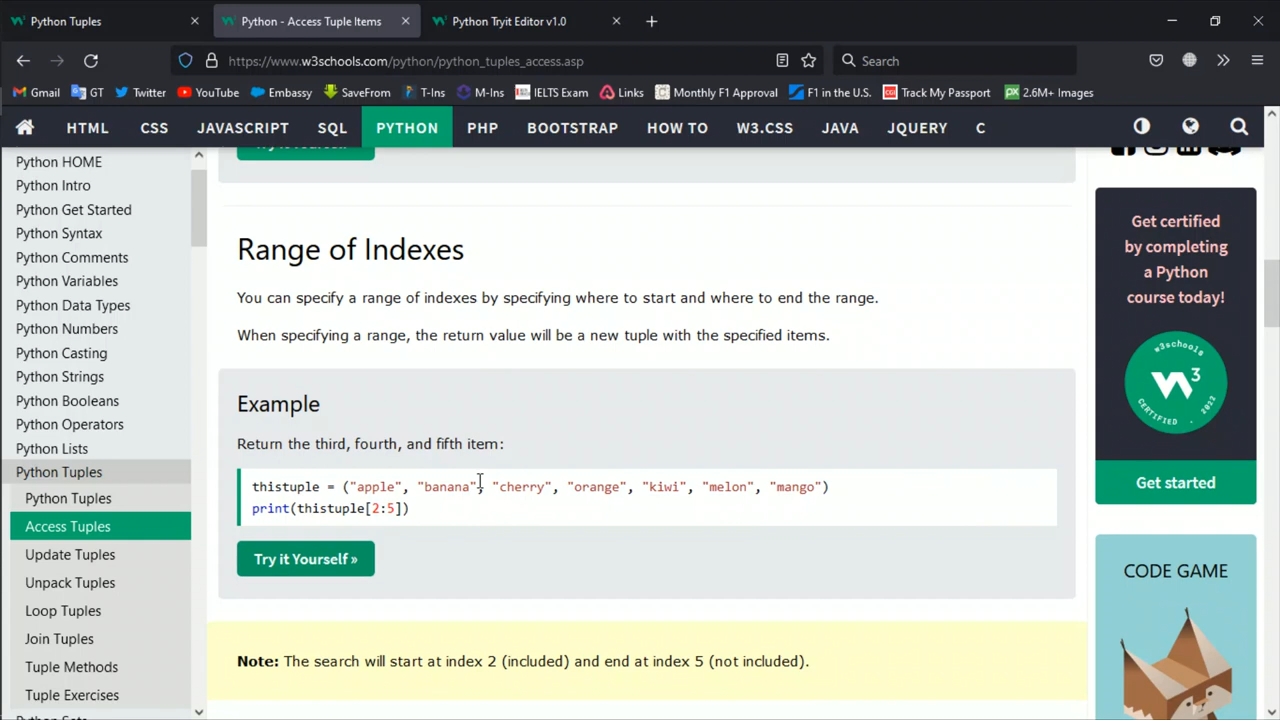 Python Tuples
Python - Access Tuple Items
Python Tryit Editor v1.0
https://www.w3schools.com/python/python_tuples_access.asp
Search
Gmail
GT
Twitter
YouTube
Embassy
SaveFrom
T-Ins
M-Ins
IELTS Exam
Links
Monthly F1 Approval
F1 in the U.S.
Track My Passport
2.6M+ Images
HTML
CSS
JAVASCRIPT
SQL
PYTHON
PHP
BOOTSTRAP
HOW TO
W3.CSS
JAVA
JQUERY
C
Python HOME
Python Intro
Python Get Started
Python Syntax
Python Comments
Python Variables
Python Data Types
Python Numbers
Python Casting
Python Strings
Python Booleans
Python Operators
Python Lists
Python Tuples
Python Tuples
Access Tuples
Update Tuples
Unpack Tuples
Loop Tuples
Join Tuples
Tuple Methods
Tuple Exercises
Range of Indexes
You can specify a range of indexes by specifying where to start and where to end the range.
When specifying a range, the return value will be a new tuple with the specified items.
Example
Return the third, fourth, and fifth item:
thistuple = ("apple", "banana", "cherry", "orange", "kiwi", "melon", "mango")
print(thistuple[2:5])
Try it Yourself »
Note: The search will start at index 2 (included) and end at index 5 (not included).
Get certified
by completing
a Python
course today!
w3schools
W3
CERTIFIED . 2022
Get started
CODE GAME